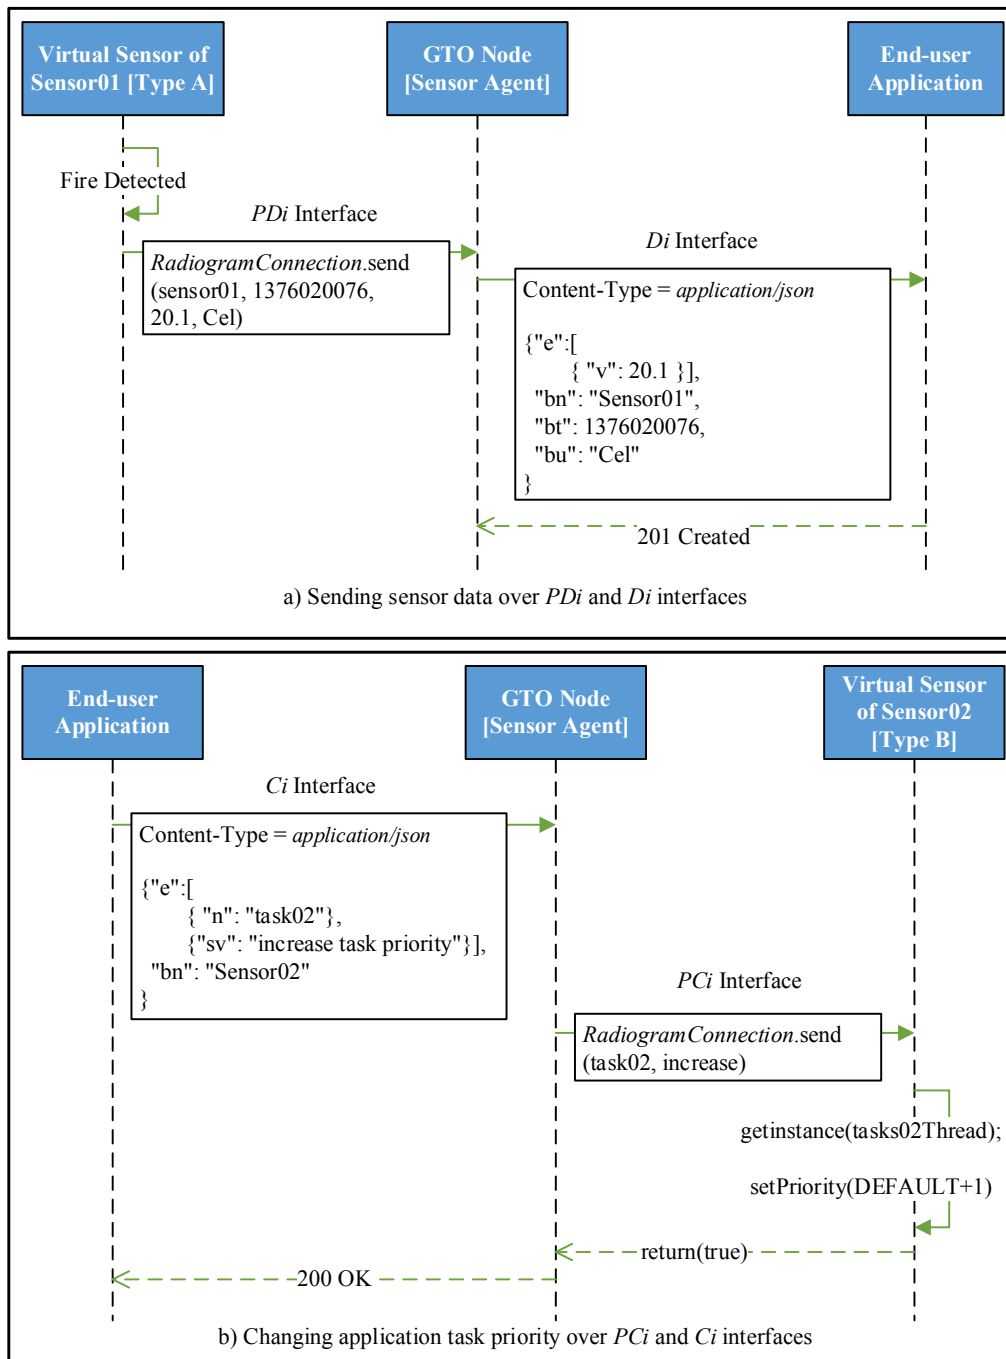 Virtual Sensor of
Sensor01 [Type A]
GTO Node
[Sensor Agent]
End-user
Application
Fire Detected
PDi Interface
RadiogramConnection.send
(sensor01, 1376020076,
20.1, Cel)
Di Interface
Content-Type = application/json
{"e":[
{ "v": 20.1 }],
"bn": "Sensor01",
"bt": 1376020076,
"bu": "Cel"
}
201 Created
a) Sending sensor data over PDi and Di interfaces
End-user
Application
GTO Node
[Sensor Agent]
Virtual Sensor
of Sensor02
[Type B]
Ci Interface
Content-Type = application/json
{"e":[
{ "n": "task02"},
{"sv": "increase task priority"}],
"bn": "Sensor02"
}
PCi Interface
RadiogramConnection.send
(task02, increase)
getinstance(tasks02Thread);
setPriority(DEFAULT+1)
return(true)
200 OK
b) Changing application task priority over PCi and Ci interfaces